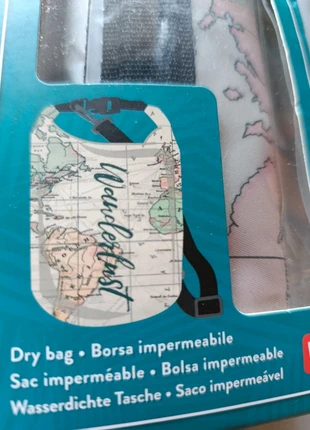 Wanderlust
Dry bag • Borsa impermeabile
Sac imperméable • Bolsa impermeable
Wasserdichte Tasche • Saco impermeável